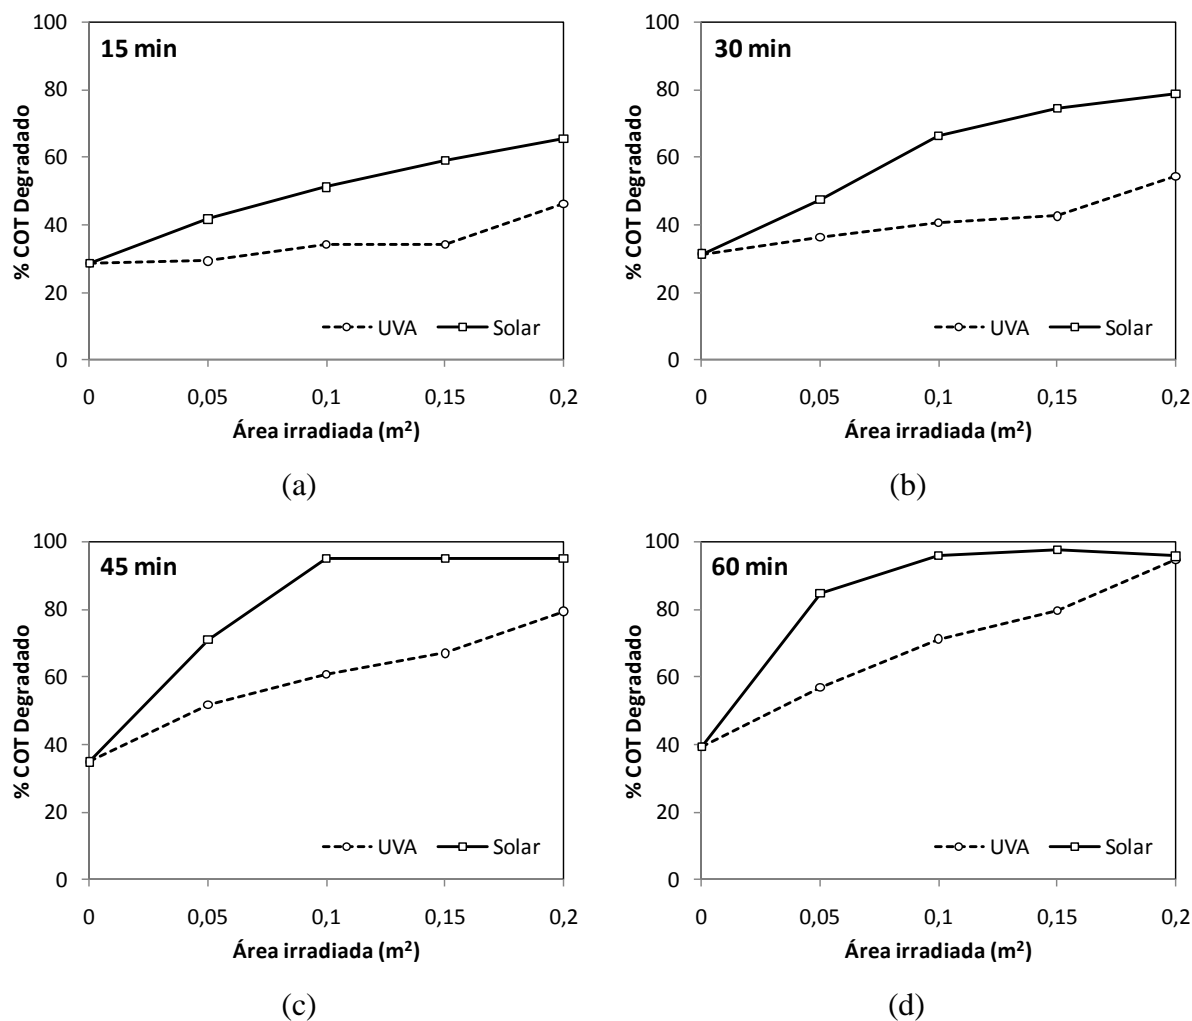 15 min
% COT Degradado
100
80
60
40
20
0
UVA Solar
0 0,05 0,1 0,15 0,2
Área irradiada (m²)
(a)
30 min
% COT Degradado
100
80
60
40
20
0
UVA Solar
0 0,05 0,1 0,15 0,2
Área irradiada (m²)
(b)
45 min
% COT Degradado
100
80
60
40
20
0
UVA Solar
0 0,05 0,1 0,15 0,2
Área irradiada (m²)
(c)
60 min
% COT Degradado
100
80
60
40
20
0
UVA Solar
0 0,05 0,1 0,15 0,2
Área irradiada (m²)
(d)